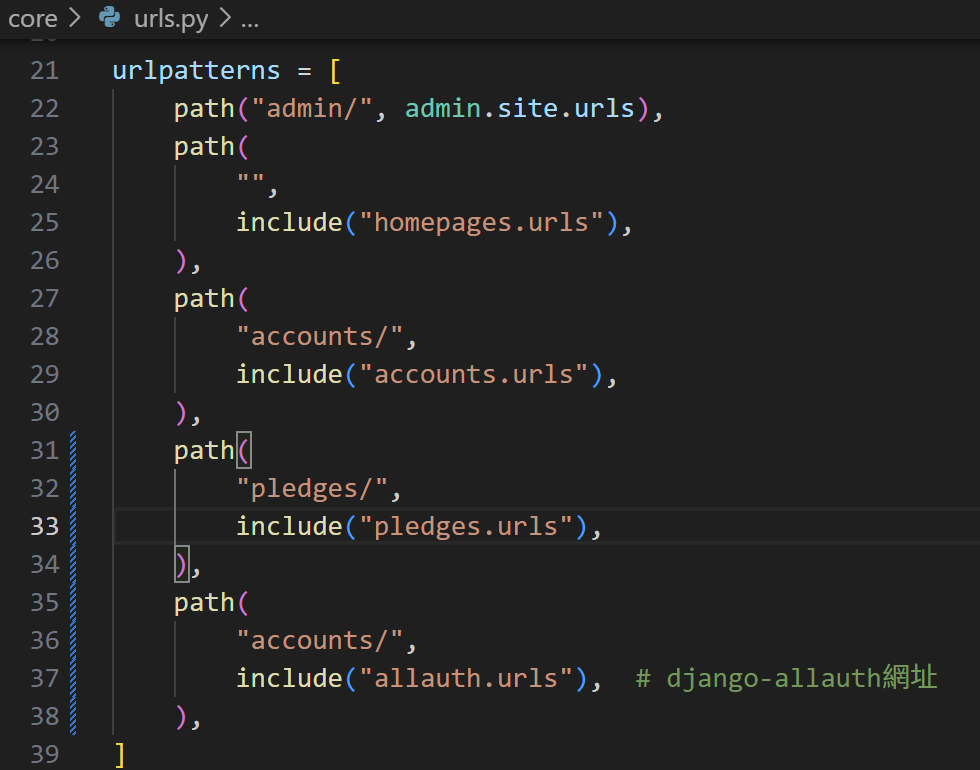 core > urls.py > ...
21 urlpatterns = [
22 path("admin/", admin.site.urls),
23 path(
24 "",
25 include("homepages.urls"),
26 ),
27 path(
28 "accounts/",
29 include("accounts.urls"),
30 ),
31 path(
32 "pledges/",
33 include("pledges.urls"),
34 ),
35 path(
36 "accounts/",
37 include("allauth.urls"), # django-allauth網址
38 ),
39 ]